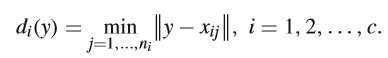 d_i(y) = min_{j=1,...,n_i} ‖y − x_{ij}‖, i = 1, 2, . . . , c.